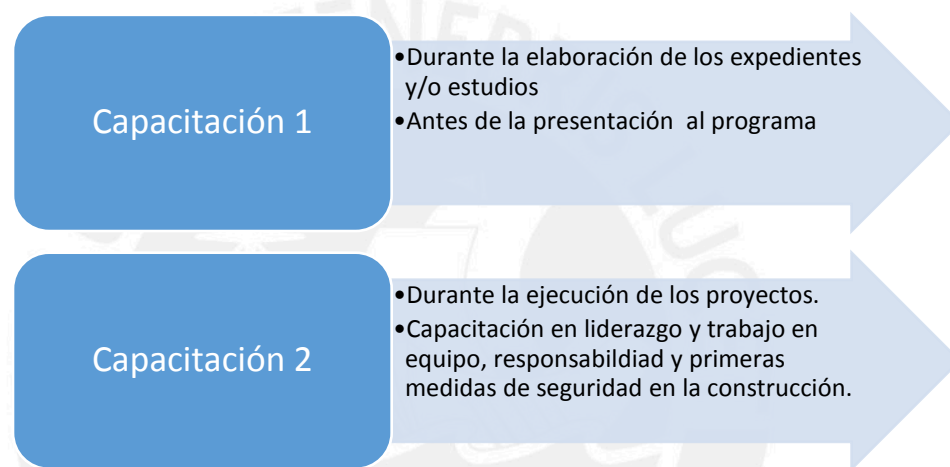 Capacitación 1
•Durante la elaboración de los expedientes
y/o estudios
•Antes de la presentación al programa
Capacitación 2
•Durante la ejecución de los proyectos.
•Capacitación en liderazgo y trabajo en
equipo, responsabildiad y primeras
medidas de seguridad en la construcción.